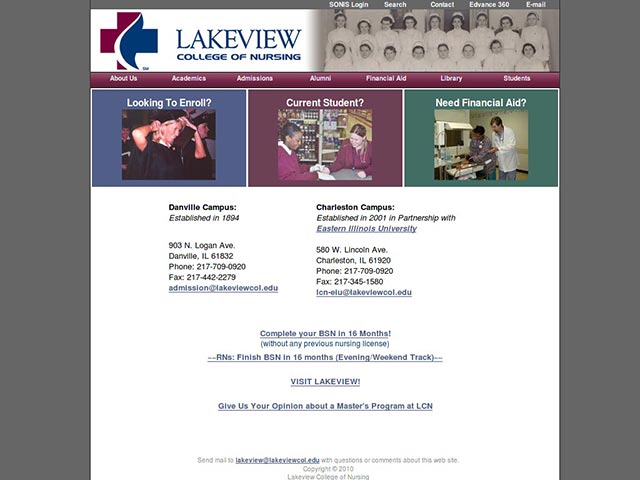 SONIS Login Search Contact Edvance 360 E-mail
LAKEVIEW
COLLEGE OF NURSING
SM
About Us Academics Admissions Alumni Financial Aid Library Students
Looking To Enroll? Current Student? Need Financial Aid?
Danville Campus:
Established in 1894
903 N. Logan Ave.
Danville, IL 61832
Phone: 217-709-0920
Fax: 217-442-2279
admission@lakeviewcol.edu
Charleston Campus:
Established in 2001 in Partnership with
Eastern Illinois University
580 W. Lincoln Ave.
Charleston, IL 61920
Phone: 217-709-0920
Fax: 217-345-1580
lcn-eiu@lakeviewcol.edu
Complete your BSN in 16 Months!
(without any previous nursing license)
~~RNs: Finish BSN in 16 months (Evening/Weekend Track)~~
VISIT LAKEVIEW!
Give Us Your Opinion about a Master's Program at LCN
Send mail to lakeview@lakeviewcol.edu with questions or comments about this web site.
Copyright © 2010
Lakeview College of Nursing